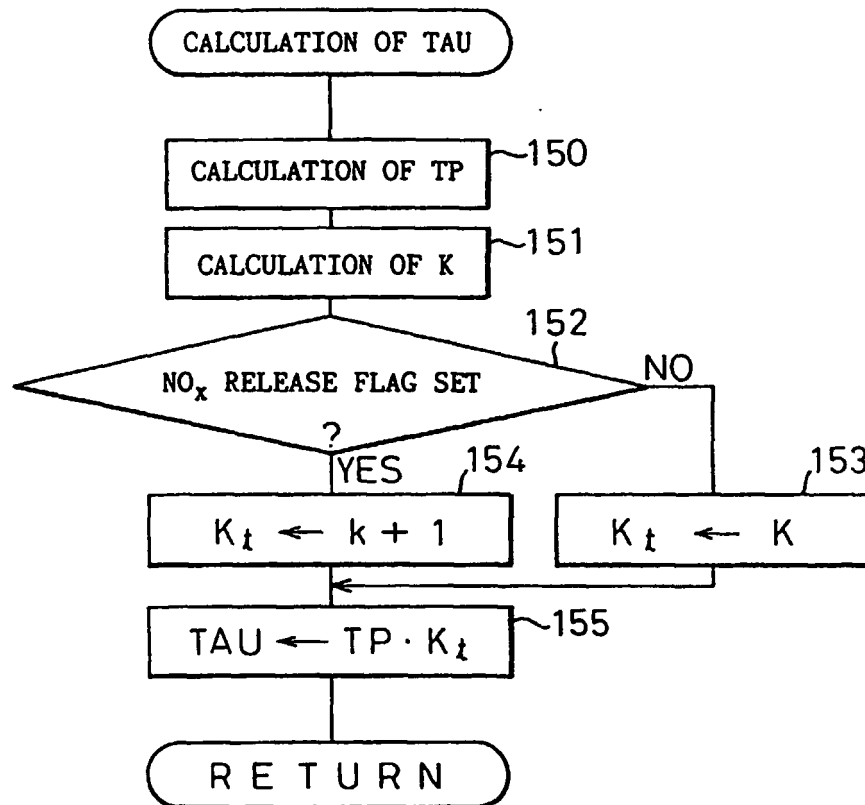 CALCULATION OF TAU
CALCULATION OF TP
150
CALCULATION OF K
151
152
NOx RELEASE FLAG SET
?
NO
YES
154
153
Kt ← k + 1
Kt ← K
TAU ← TP · Kt
155
RETURN